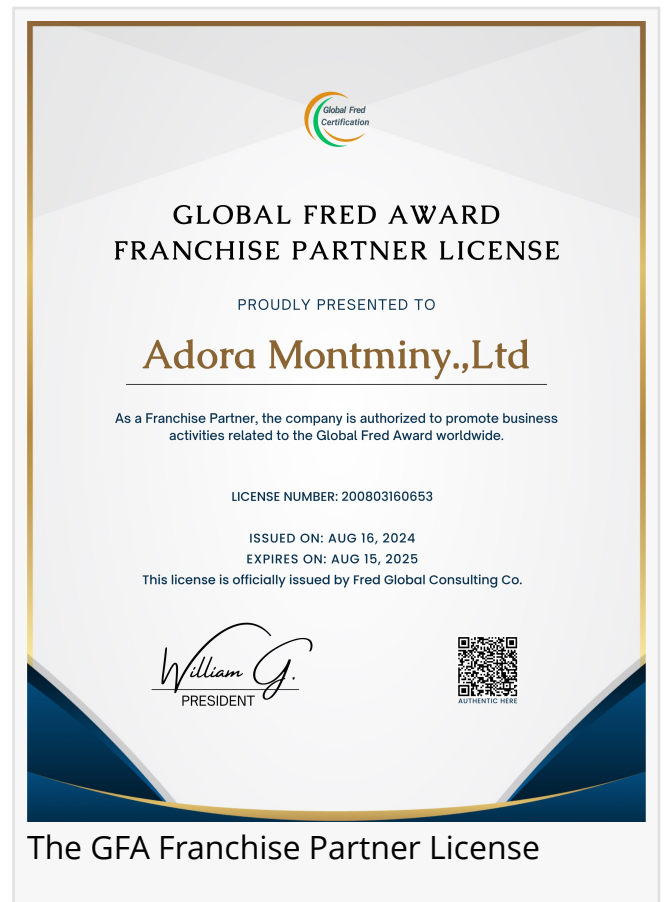 Global Fred
Certification
GLOBAL FRED AWARD
FRANCHISE PARTNER LICENSE
PROUDLY PRESENTED TO
Adora Montminy.,Ltd
As a Franchise Partner, the company is authorized to promote business
activities related to the Global Fred Award worldwide.
LICENSE NUMBER: 200803160653
ISSUED ON: AUG 16, 2024
EXPIRES ON: AUG 15, 2025
This license is officially issued by Fred Global Consulting Co.
William G.
PRESIDENT
AUTHENTIC HERE
The GFA Franchise Partner License